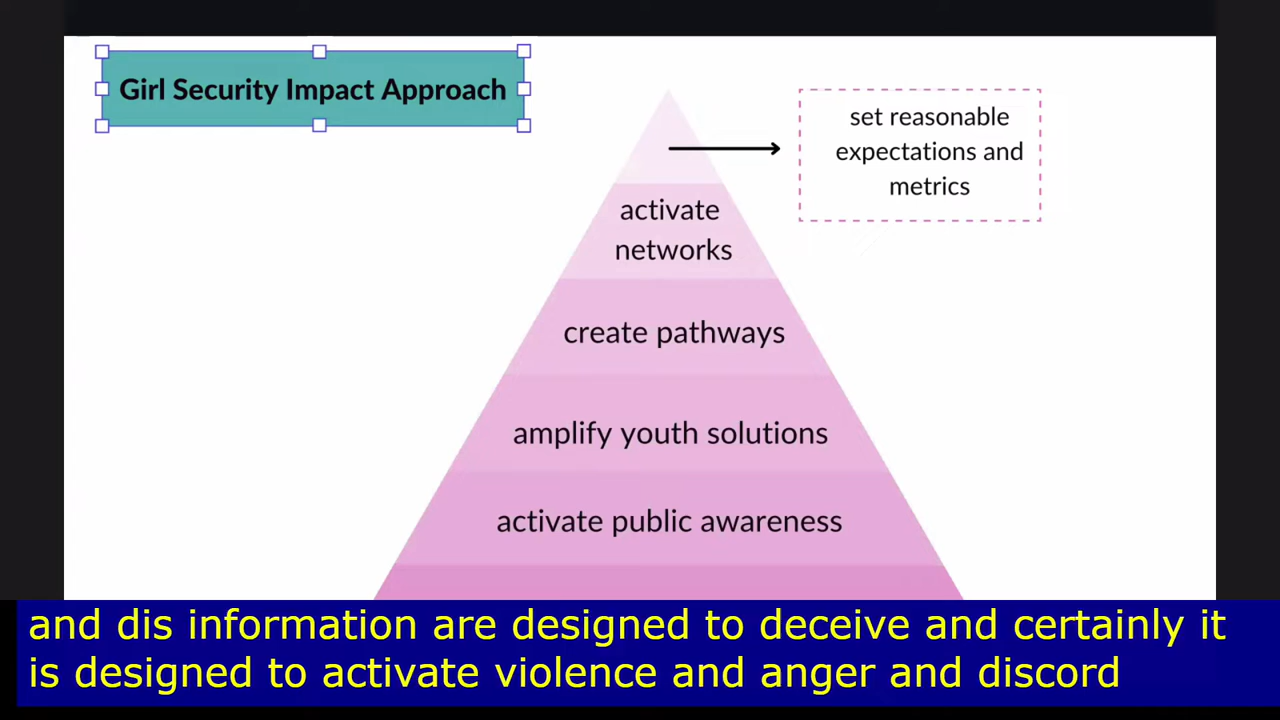 Girl Security Impact Approach
set reasonable
expectations and
metrics
activate
networks
create pathways
amplify youth solutions
activate public awareness
and dis information are designed to deceive and certainly it
is designed to activate violence and anger and discord